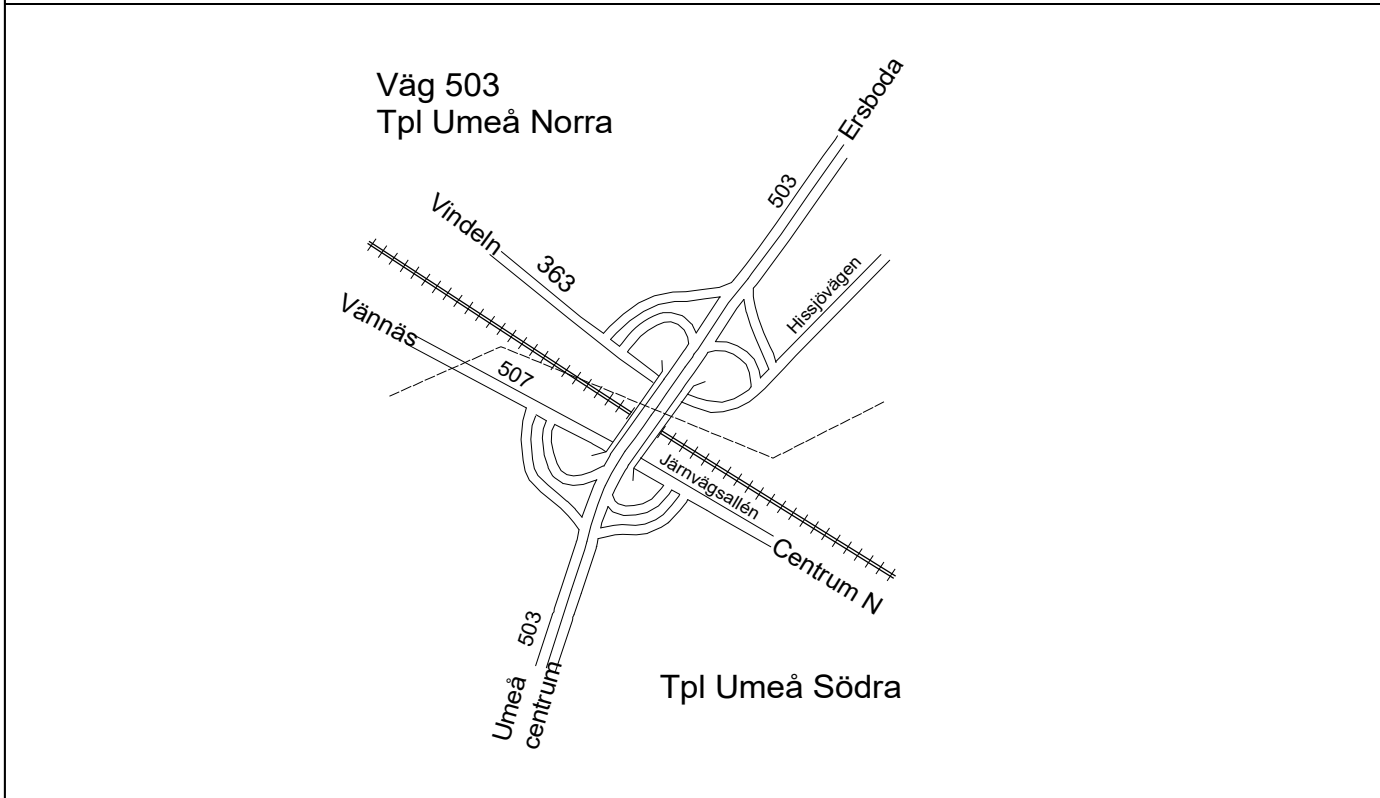 Väg 503
Tpl Umeå Norra
Ersboda
503
Vindeln
363
Hissjövägen
Vännäs
507
Järnvägsallén
Centrum N
503
Umeå
centrum
Tpl Umeå Södra